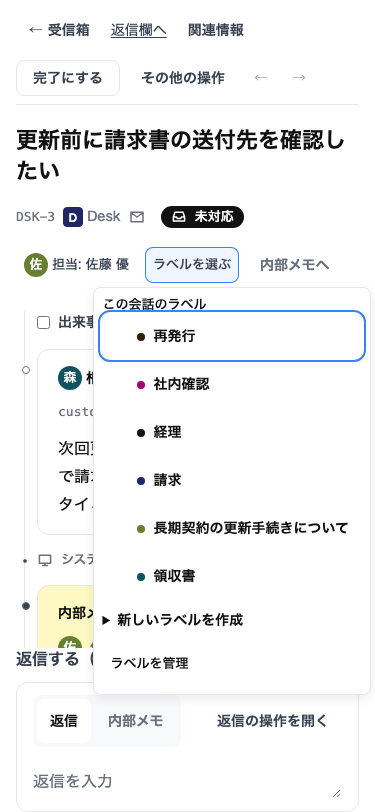 ← 受信箱 返信欄へ 関連情報
完了にする その他の操作 ← →
更新前に請求書の送付先を確認し
たい
DSK-3 D Desk 未対応
佐 担当: 佐藤 優 ラベルを選ぶ 内部メモへ
この会話のラベル
出来事
再発行
森
社内確認
custo
経理
次回
で請
請求
タイ
長期契約の更新手続きについて
システ
領収書
内部メ
新しいラベルを作成
佐
返信する
ラベルを管理
返信 内部メモ 返信の操作を開く
返信を入力